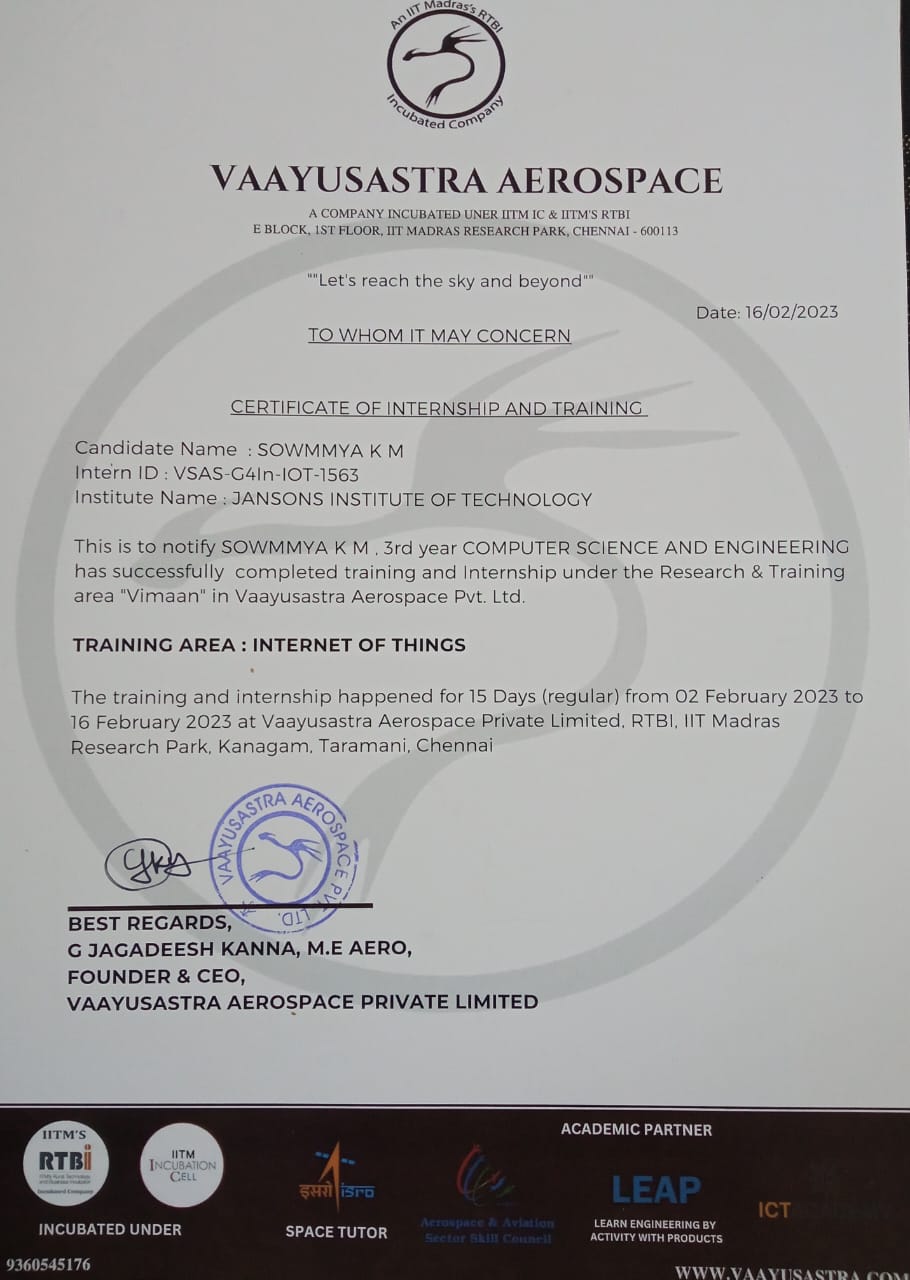 An IIT Madras's RTBI
Incubated Company
VAAYUSASTRA AEROSPACE
A COMPANY INCUBATED UNER IITM IC & IITM'S RTBI
E BLOCK, 1ST FLOOR, IIT MADRAS RESEARCH PARK, CHENNAI - 600113
""Let's reach the sky and beyond""
Date: 16/02/2023
TO WHOM IT MAY CONCERN
CERTIFICATE OF INTERNSHIP AND TRAINING
Candidate Name : SOWMMYA K M
Intern ID : VSAS-G4In-IOT-1563
Institute Name : JANSONS INSTITUTE OF TECHNOLOGY
This is to notify SOWMMYA K M , 3rd year COMPUTER SCIENCE AND ENGINEERING
has successfully completed training and Internship under the Research & Training
area "Vimaan" in Vaayusastra Aerospace Pvt. Ltd.
TRAINING AREA : INTERNET OF THINGS
The training and internship happened for 15 Days (regular) from 02 February 2023 to
16 February 2023 at Vaayusastra Aerospace Private Limited, RTBI, IIT Madras
Research Park, Kanagam, Taramani, Chennai
VAAYUSASTRA AEROSPACE PVT. LTD.
BEST REGARDS,
G JAGADEESH KANNA, M.E AERO,
FOUNDER & CEO,
VAAYUSASTRA AEROSPACE PRIVATE LIMITED
ACADEMIC PARTNER
IITM'S
RTBi
Incubated Company
IITM
INCUBATION
CELL
INCUBATED UNDER
इसरो isro
SPACE TUTOR
Aerospace & Aviation
Sector Skill Council
LEAP
LEARN ENGINEERING BY
ACTIVITY WITH PRODUCTS
ICT
9360545176
WWW.VAAYUSASTRA.COM